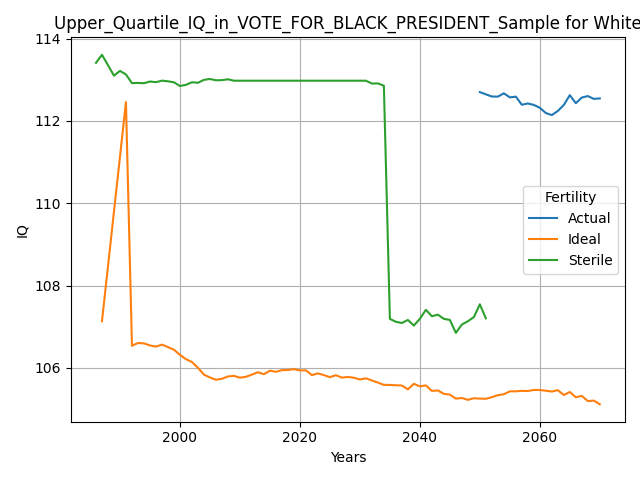 Upper_Quartile_IQ_in_VOTE_FOR_BLACK_PRESIDENT_Sample for White
114
112
110
108
106
IQ
Fertility
Actual
Ideal
Sterile
2000
2020
2040
2060
Years